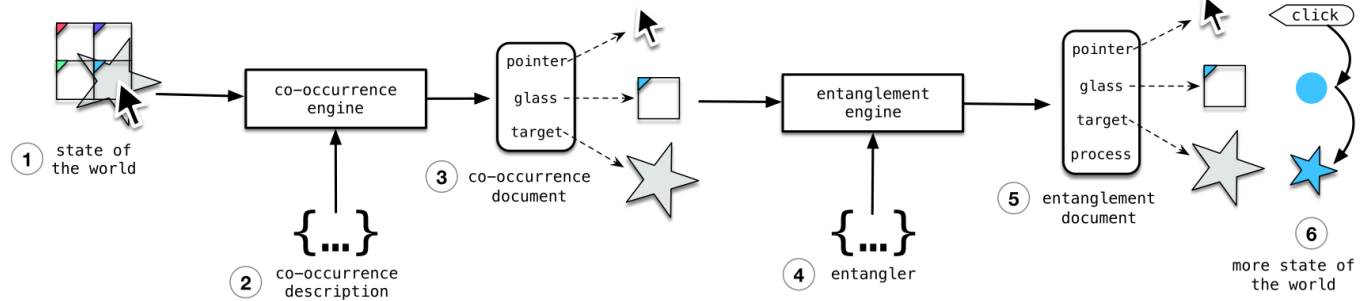 1
state of
the world
co-occurrence
engine
2
{...}
co-occurrence
description
pointer
glass
target
3
co-occurrence
document
entanglement
engine
4
{...}
entangler
pointer
glass
target
process
5
entanglement
document
click
6
more state of
the world